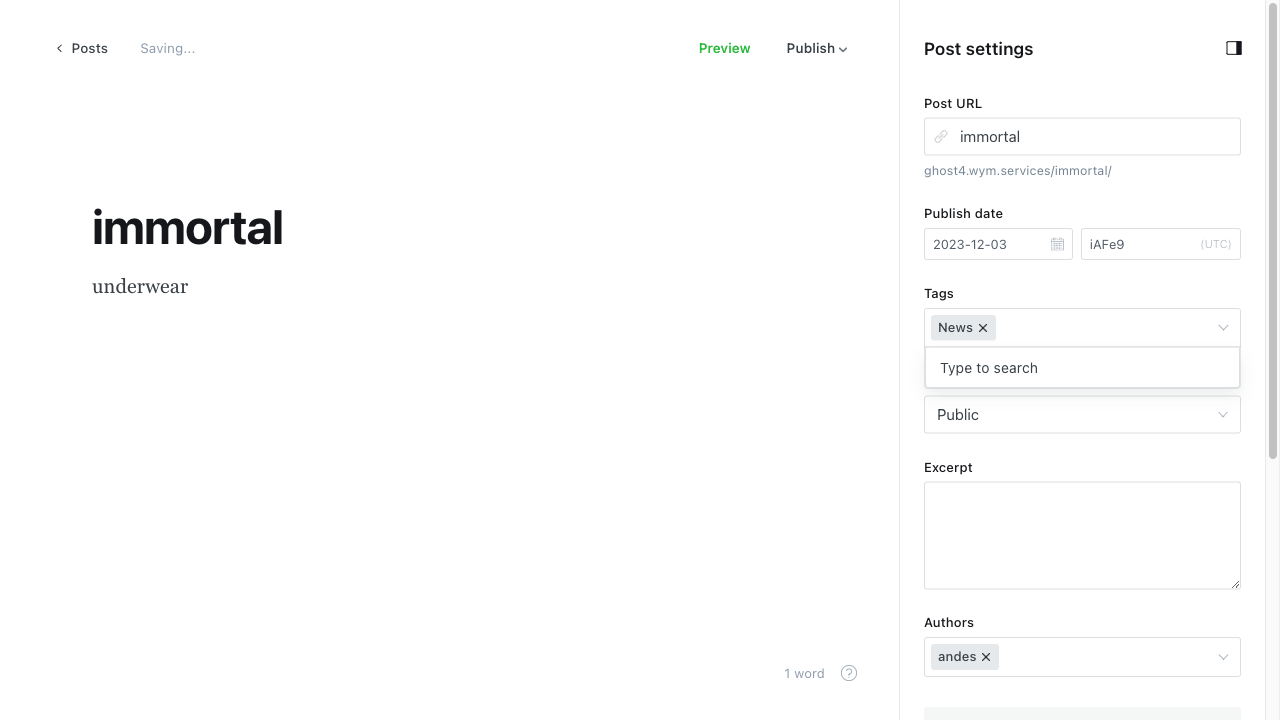 Posts
Saving...
Preview
Publish
immortal
underwear
1 word
?
Post settings
Post URL
immortal
ghost4.wym.services/immortal/
Publish date
2023-12-03
iAFe9
(UTC)
Tags
News
Type to search
Public
Excerpt
Authors
andes